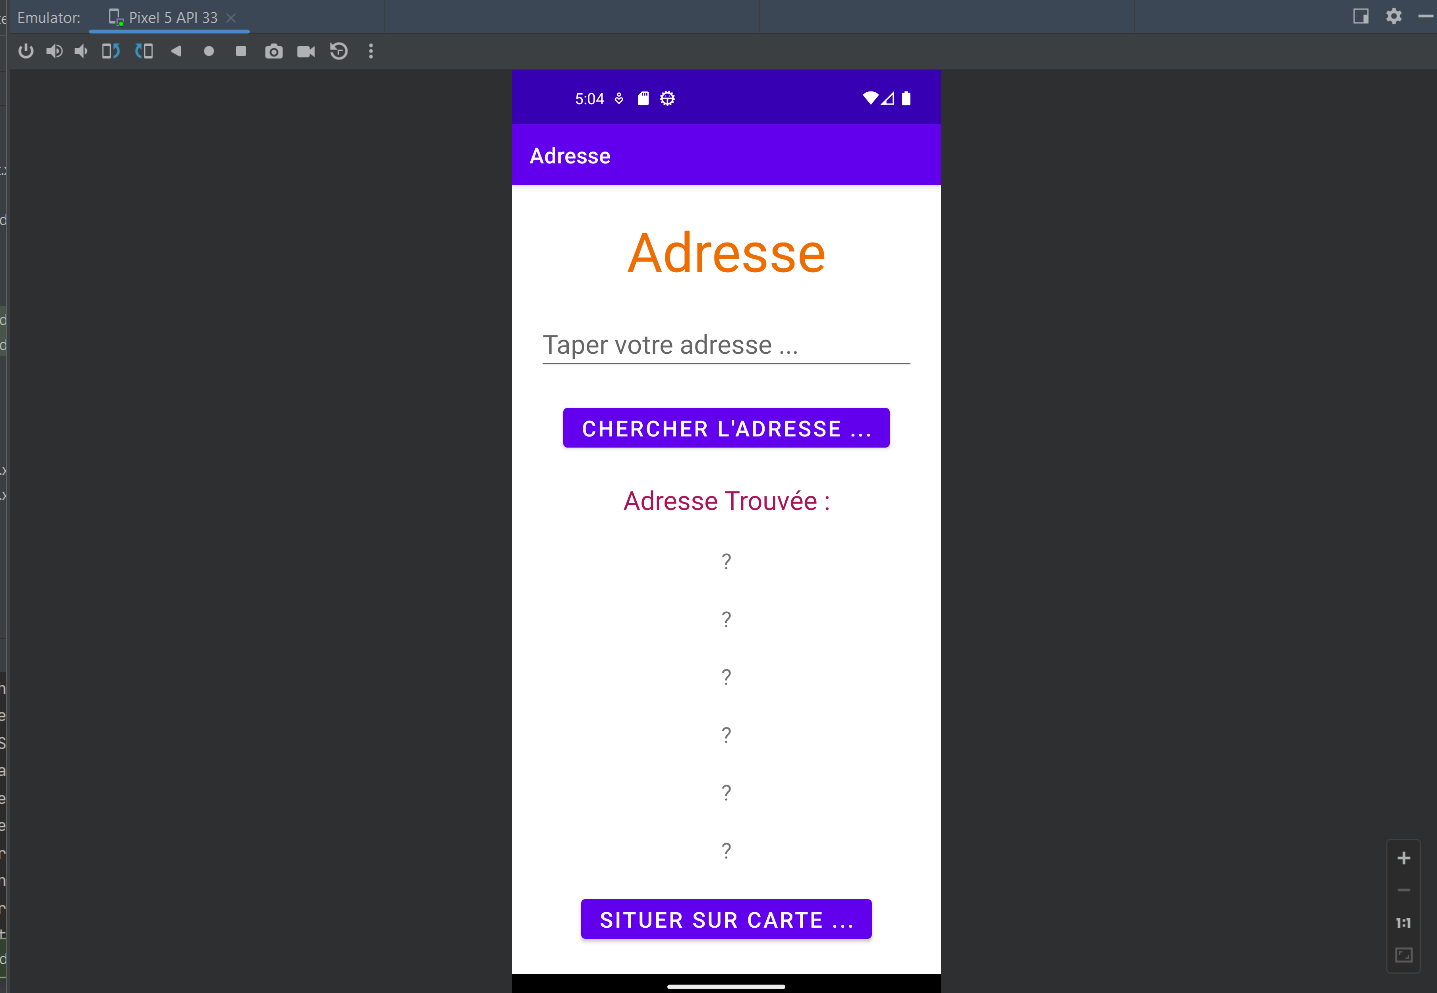 Emulator: Pixel 5 API 33
5:04
Adresse
Adresse
Taper votre adresse ...
CHERCHER L'ADRESSE ...
Adresse Trouvée :
?
?
?
?
?
?
SITUER SUR CARTE ...
1:1